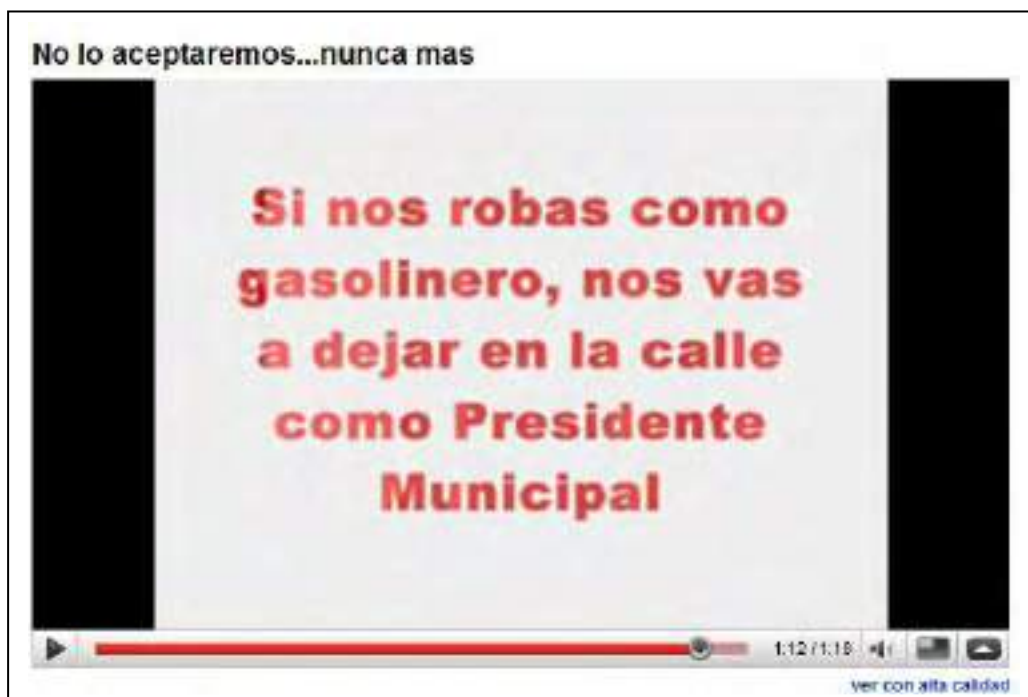 No lo aceptaremos...nunca mas
Si nos robas como
gasolinero, nos vas
a dejar en la calle
como Presidente
Municipal
1:12 / 1:18
ver con alta calidad